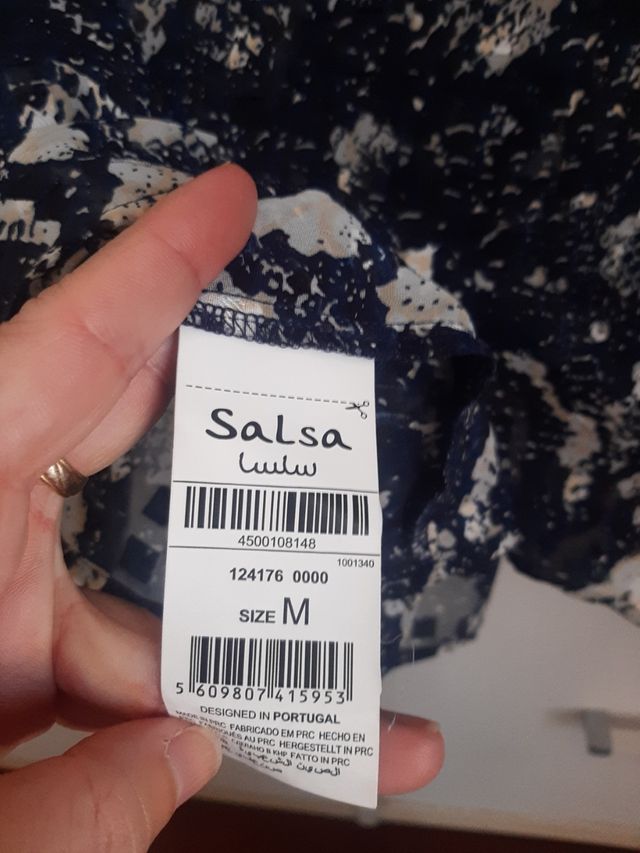 Salsa
سلسا
4500108148
1001340
124176 0000
SIZE M
5 609807 415953
DESIGNED IN PORTUGAL
MADE IN PRC FABRICADO EM PRC HECHO EN
AU PRC HERGESTELLT IN PRC
FATTO IN PRC